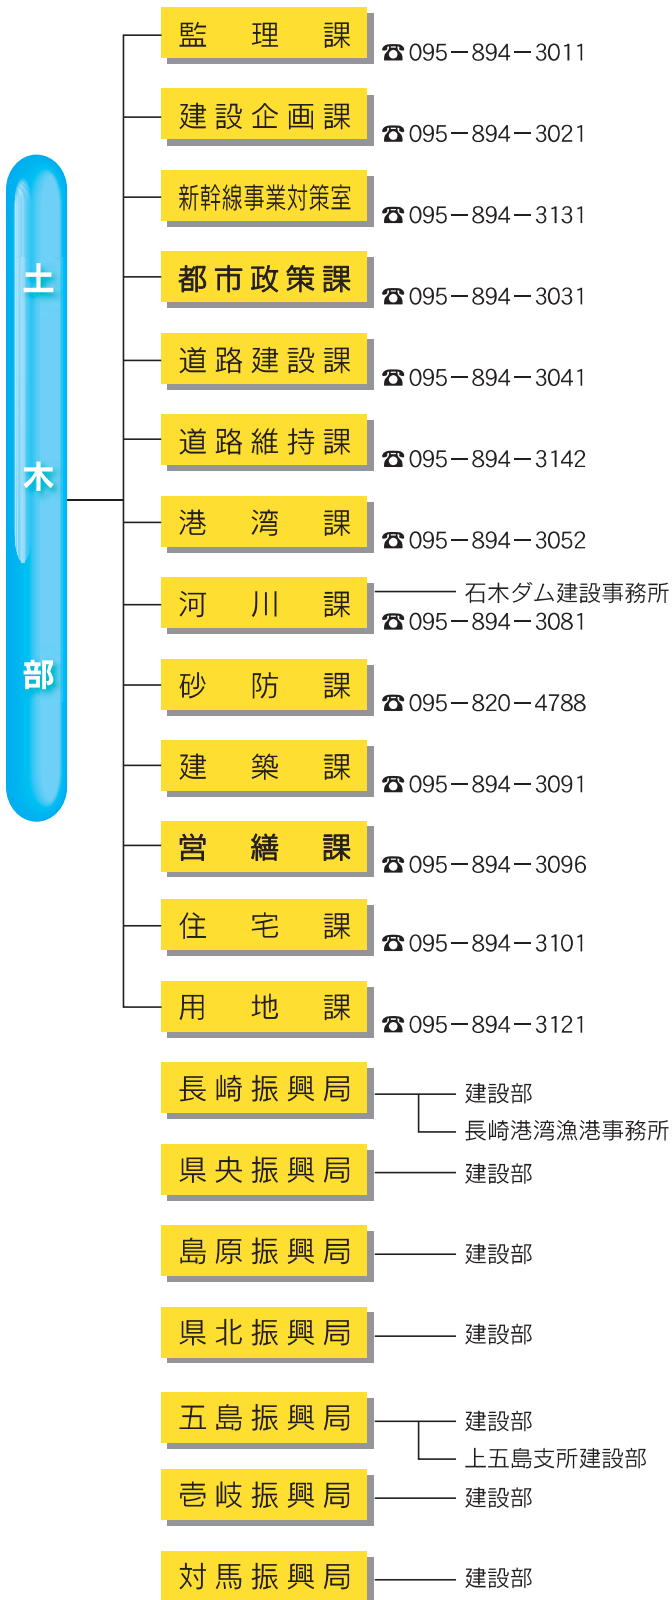 土木部
監理課
☎095－894－3011
建設企画課
☎095－894－3021
新幹線事業対策室
☎095－894－3131
都市政策課
☎095－894－3031
道路建設課
☎095－894－3041
道路維持課
☎095－894－3142
港湾課
☎095－894－3052
河川課
石木ダム建設事務所
☎095－894－3081
砂防課
☎095－820－4788
建築課
☎095－894－3091
営繕課
☎095－894－3096
住宅課
☎095－894－3101
用地課
☎095－894－3121
長崎振興局
建設部
長崎港湾漁港事務所
県央振興局
建設部
島原振興局
建設部
県北振興局
建設部
五島振興局
建設部
上五島支所建設部
壱岐振興局
建設部
対馬振興局
建設部